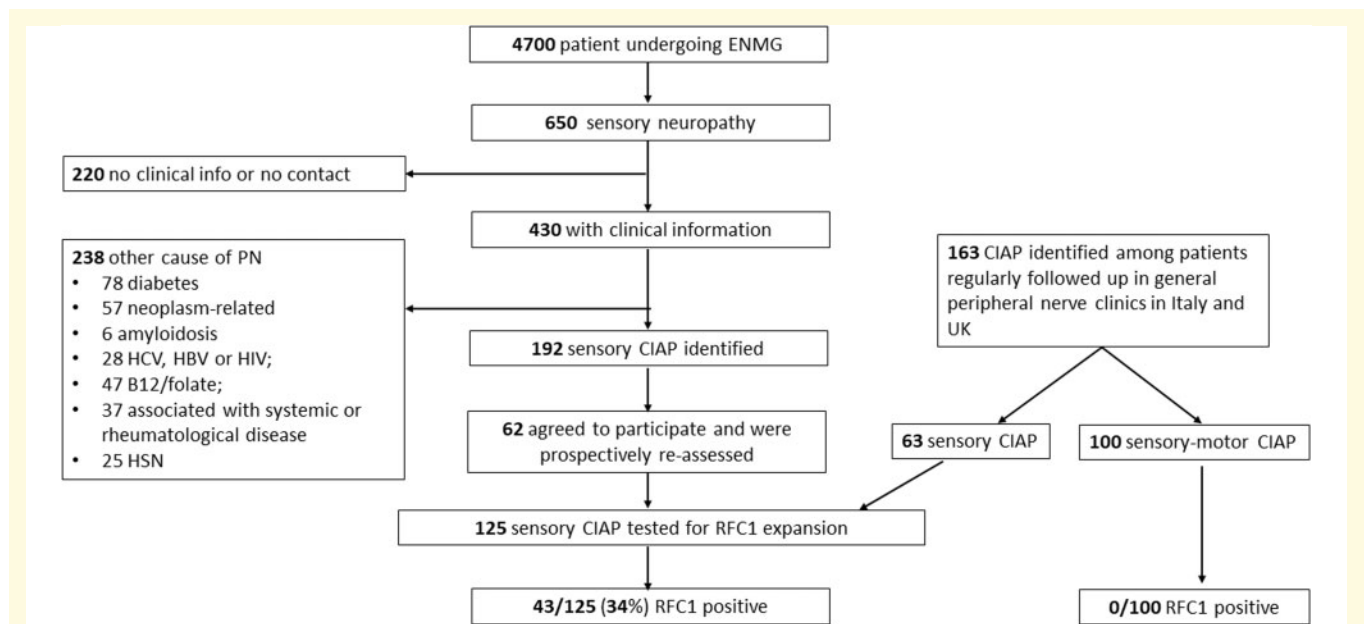 4700 patient undergoing ENMG
650 sensory neuropathy
220 no clinical info or no contact
430 with clinical information
238 other cause of PN
• 78 diabetes
• 57 neoplasm-related
• 6 amyloidosis
• 28 HCV, HBV or HIV;
• 47 B12/folate;
• 37 associated with systemic or
rheumatological disease
• 25 HSN
163 CIAP identified among patients
regularly followed up in general
peripheral nerve clinics in Italy and
UK
192 sensory CIAP identified
62 agreed to participate and were
prospectively re-assessed
63 sensory CIAP
100 sensory-motor CIAP
125 sensory CIAP tested for RFC1 expansion
43/125 (34%) RFC1 positive
0/100 RFC1 positive